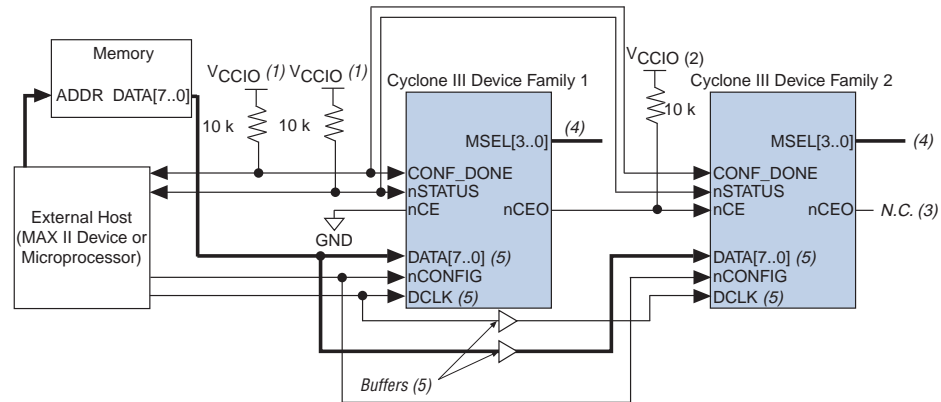 Memory
ADDR DATA[7..0]
VCCIO (1) VCCIO (1)
10 k
10 k
Cyclone III Device Family 1
MSEL[3..0]
(4)
CONF_DONE
nSTATUS
nCE
nCEO
GND
DATA[7..0] (5)
nCONFIG
DCLK (5)
VCCIO (2)
10 k
Cyclone III Device Family 2
MSEL[3..0]
(4)
CONF_DONE
nSTATUS
nCE
nCEO
N.C. (3)
DATA[7..0] (5)
nCONFIG
DCLK (5)
External Host
(MAX II Device or
Microprocessor)
Buffers (5)